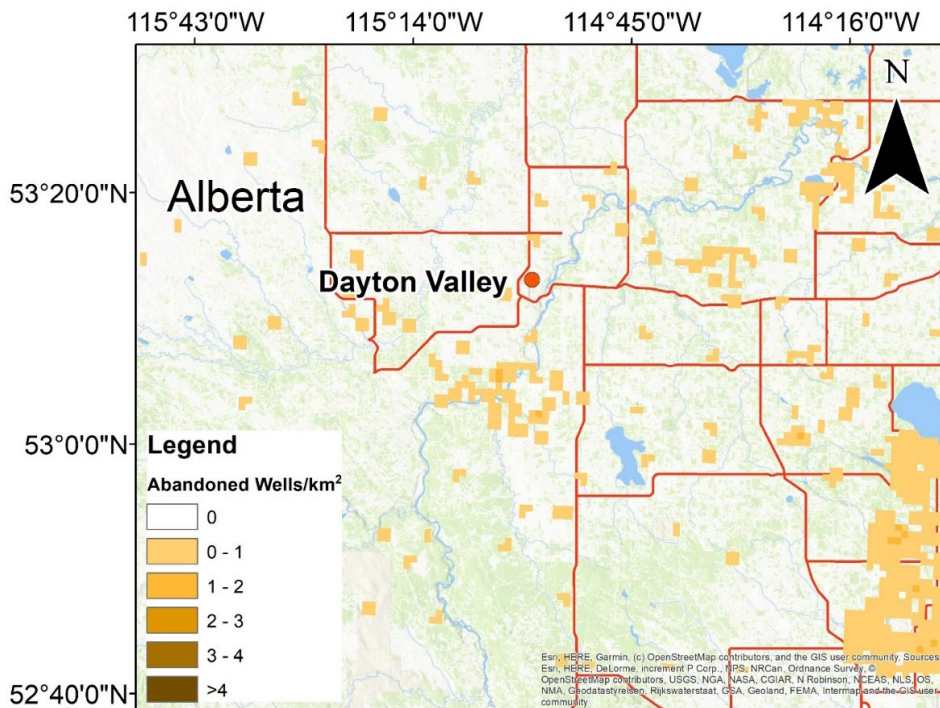 115°43'0"W 115°14'0"W 114°45'0"W 114°16'0"W
N
53°20'0"N
Alberta
Dayton Valley
53°0'0"N
Legend
Abandoned Wells/km²
0
0 - 1
1 - 2
2 - 3
3 - 4
>4
52°40'0"N
Esri, HERE, Garmin, (c) OpenStreetMap contributors, and the GIS user community, Sources:
Esri, HERE, DeLorme, increment P Corp., NPS, NRCan, Ordnance Survey, ©
OpenStreetMap contributors, USGS, NGA, NASA, CGIAR, N Robinson, NCEAS, NLS, OS,
NMA, Geodatastyrelsen, Rijkswaterstaat, GSA, Geoland, FEMA, Intermap and the GIS user
community